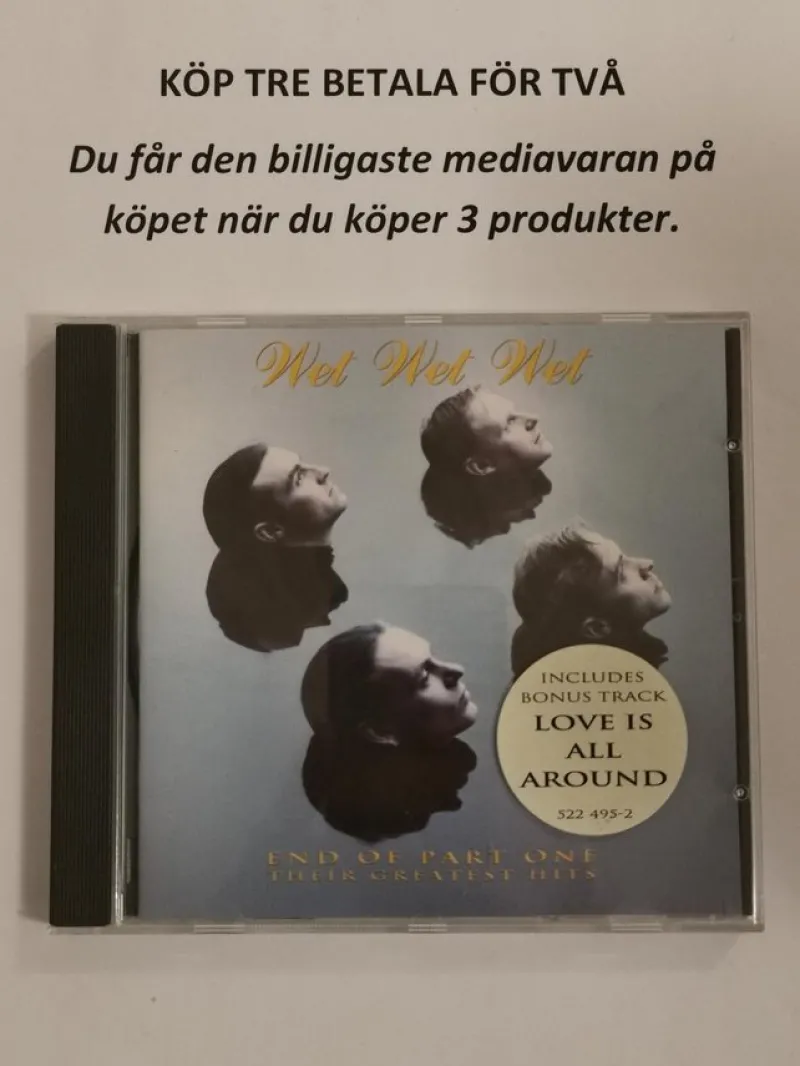 KÖP TRE BETALA FÖR TVÅ
Du får den billigaste mediavaran på
köpet när du köper 3 produkter.
Wet Wet Wet
INCLUDES
BONUS TRACK
LOVE IS
ALL
AROUND
522 495-2
END OF PART ONE
THEIR GREATEST HITS